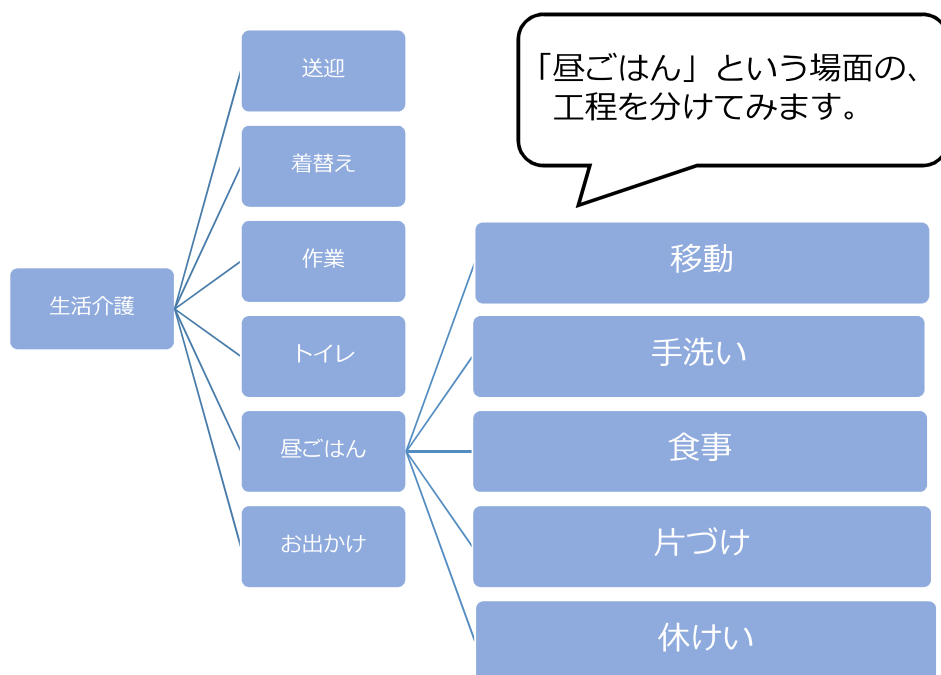 「昼ごはん」という場面の、
工程を分けてみます。
生活介護
送迎
着替え
作業
トイレ
昼ごはん
お出かけ
移動
手洗い
食事
片づけ
休けい